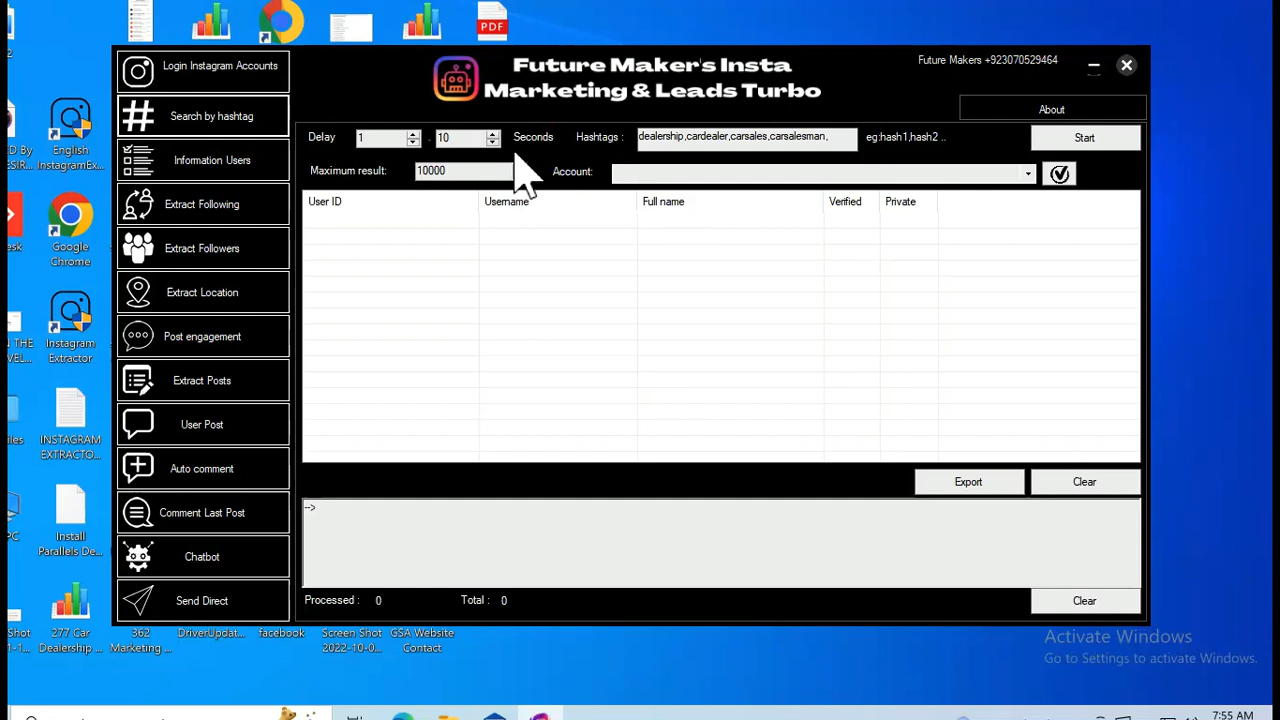 PDF
Login Instagram Accounts
Future Maker's Insta
Marketing & Leads Turbo
Future Makers +923070529464
About
Search by hashtag
Delay 1 - 10 Seconds Hashtags : dealership,cardealer,carsales,carsalesman, eg:hash1,hash2 .. Start
Maximum result: 10000 Account:
Information Users
User ID Username Full name Verified Private
Extract Following
Extract Followers
Extract Location
Post engagement
Extract Posts
User Post
Auto comment
Comment Last Post
Chatbot
Send Direct
Export Clear
-->
Processed : 0 Total : 0 Clear
English
InstagramEx...
Google
Chrome
Instagram
Extractor
INSTAGRAM
EXTRACTO...
Install
Parallels De...
277 Car
Dealership ...
362
Marketing ...
DriverUpdat...
facebook
Screen Shot
2022-10-0...
GSA Website
Contact
Activate Windows
Go to Settings to activate Windows.
7:55 AM